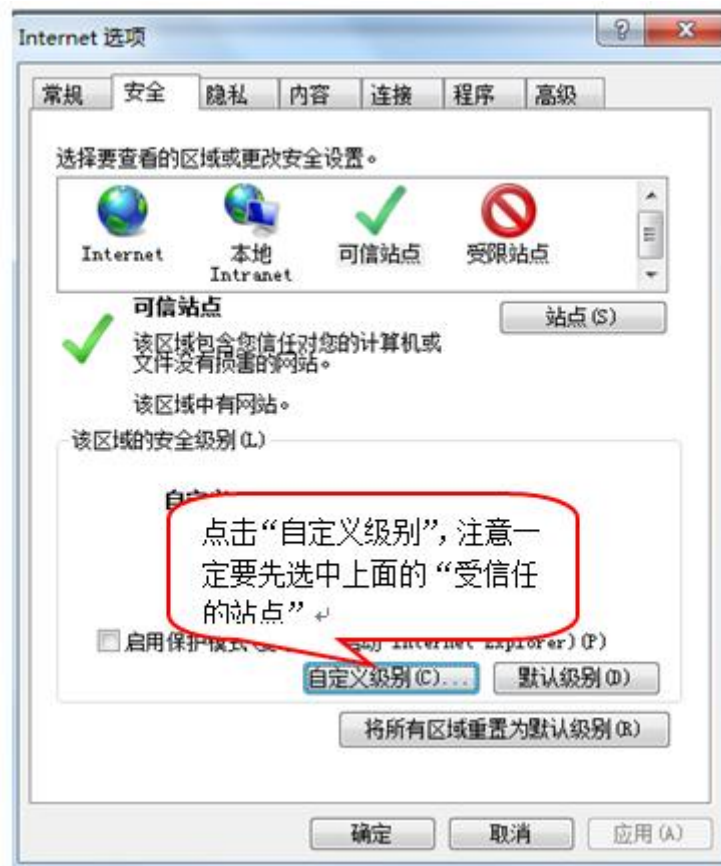 Internet 选项
常规 安全 隐私 内容 连接 程序 高级
选择要查看的区域或更改安全设置。
Internet 本地 可信站点 受限站点
Intranet
可信站点
站点(S)
该区域包含您信任对您的计算机或
文件没有损害的网站。
该区域中有网站。
该区域的安全级别(L)
点击“自定义级别”,注意一
定要先选中上面的“受信任
的站点”
启用保护模式 Internet Explorer)(P)
自定义级别(C)... 默认级别(D)
将所有区域重置为默认级别(R)
确定 取消 应用(A)